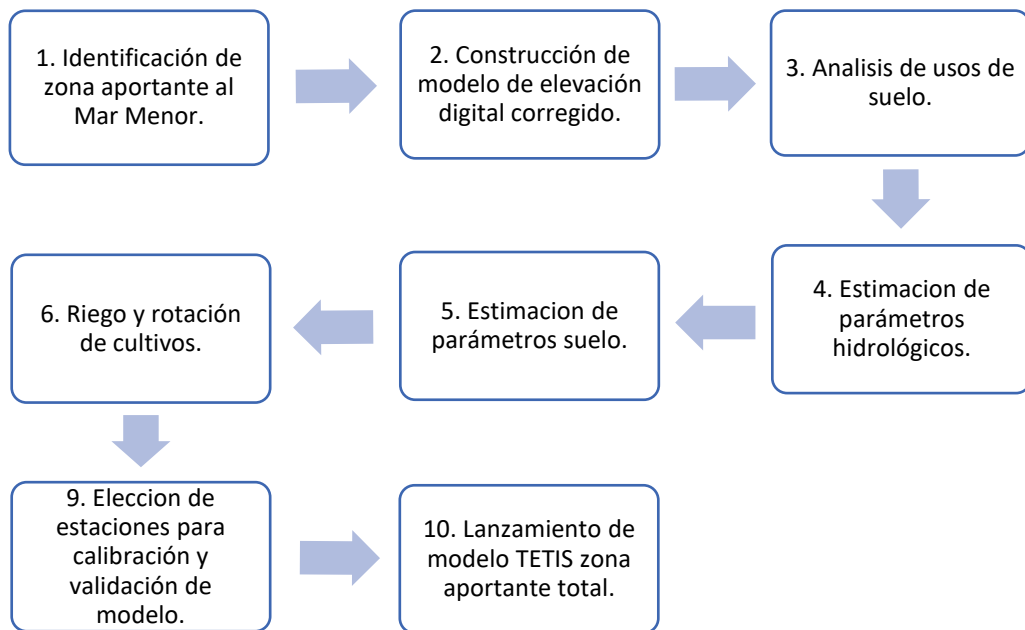 1. Identificación de
zona aportante al
Mar Menor.
2. Construcción de
modelo de elevación
digital corregido.
3. Analisis de usos de
suelo.
4. Estimacion de
parámetros
hidrológicos.
5. Estimacion de
parámetros suelo.
6. Riego y rotación
de cultivos.
9. Eleccion de
estaciones para
calibración y
validación de
modelo.
10. Lanzamiento de
modelo TETIS zona
aportante total.